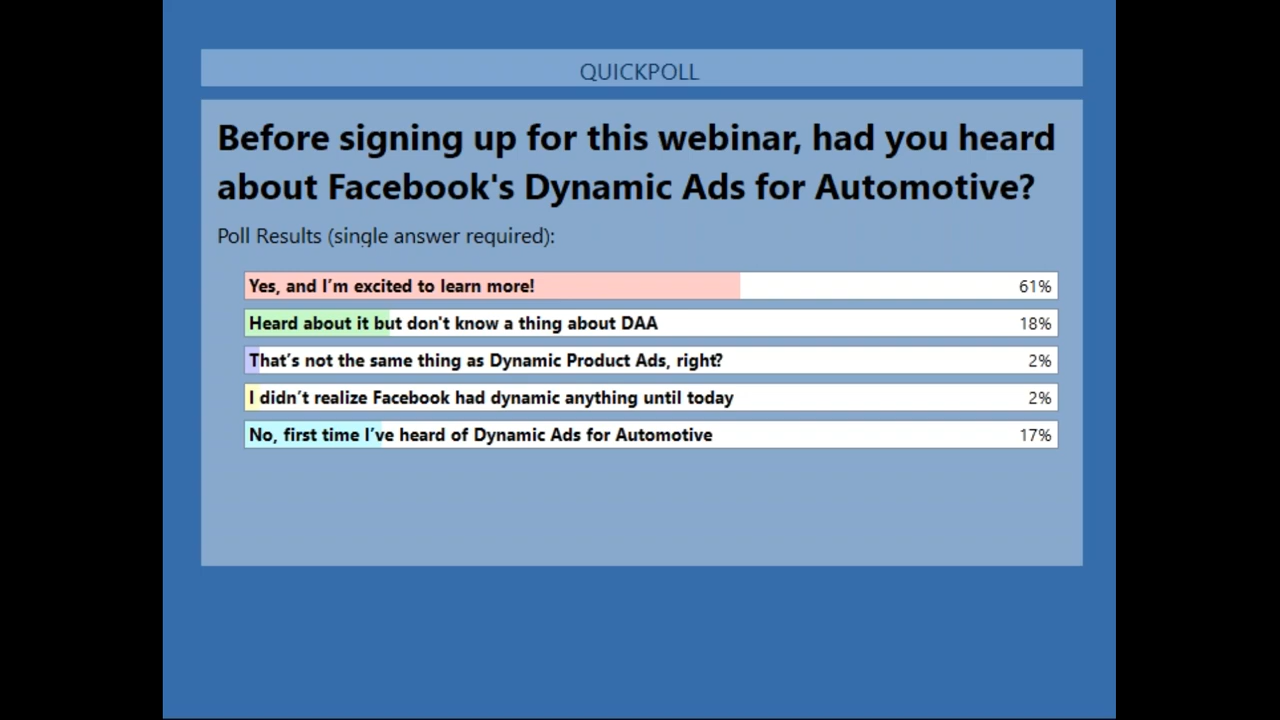 QUICKPOLL
Before signing up for this webinar, had you heard
about Facebook's Dynamic Ads for Automotive?
Poll Results (single answer required):
Yes, and I’m excited to learn more! 61%
Heard about it but don't know a thing about DAA 18%
That’s not the same thing as Dynamic Product Ads, right? 2%
I didn’t realize Facebook had dynamic anything until today 2%
No, first time I’ve heard of Dynamic Ads for Automotive 17%